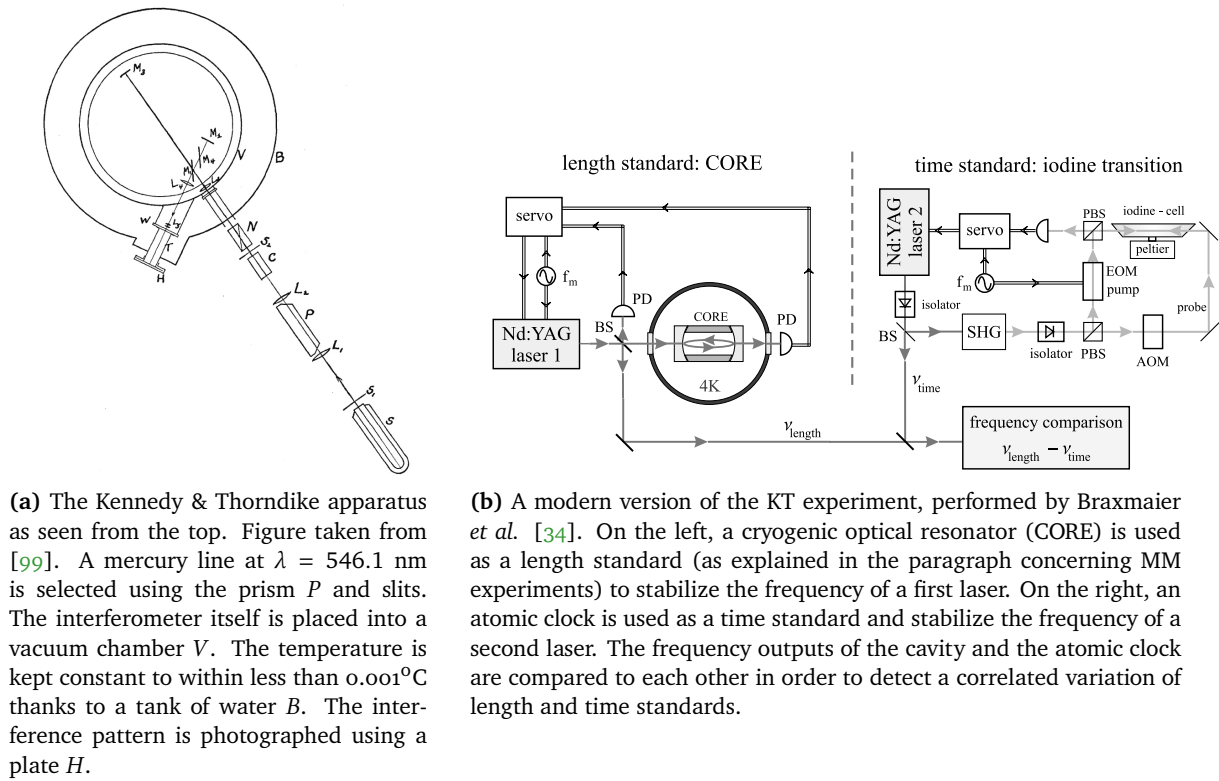 M₃
M₂
M₄
M₁
V
B
L₄
L₃
W
T
N
S₂
C
H
L₂
P
L₁
S₁
S
length standard: CORE
time standard: iodine transition
servo
fm
Nd:YAG
laser 1
BS
PD
CORE
4K
PD
νlength
Nd:YAG
laser 2
servo
PBS
iodine - cell
peltier
fm
EOM
pump
isolator
probe
BS
SHG
isolator
PBS
AOM
νtime
frequency comparison
νlength − νtime
(a) The Kennedy & Thorndike apparatus
as seen from the top. Figure taken from
[99]. A mercury line at λ = 546.1 nm
is selected using the prism P and slits.
The interferometer itself is placed into a
vacuum chamber V. The temperature is
kept constant to within less than 0.001°C
thanks to a tank of water B. The inter-
ference pattern is photographed using a
plate H.
(b) A modern version of the KT experiment, performed by Braxmaier
et al. [34]. On the left, a cryogenic optical resonator (CORE) is used
as a length standard (as explained in the paragraph concerning MM
experiments) to stabilize the frequency of a first laser. On the right, an
atomic clock is used as a time standard and stabilize the frequency of a
second laser. The frequency outputs of the cavity and the atomic clock
are compared to each other in order to detect a correlated variation of
length and time standards.